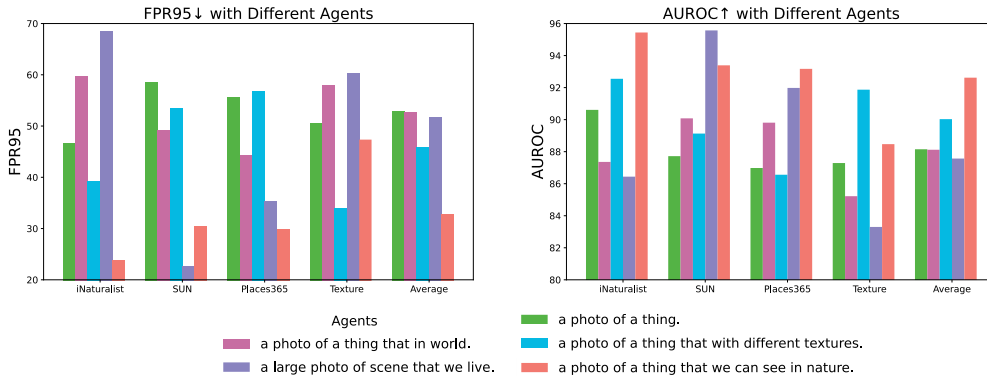 FPR95↓ with Different Agents
70
60
50
40
30
20
FPR95
iNaturalist
SUN
Places365
Texture
Average
AUROC↑ with Different Agents
96
94
92
90
88
86
84
82
80
AUROC
iNaturalist
SUN
Places365
Texture
Average
Agents
a photo of a thing that in world.
a large photo of scene that we live.
a photo of a thing.
a photo of a thing that with different textures.
a photo of a thing that we can see in nature.